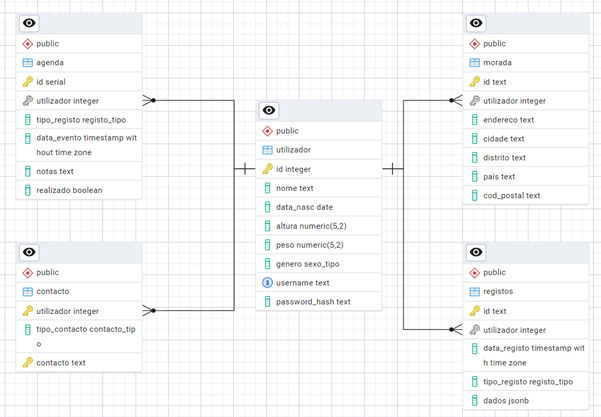 public
agenda
id serial
utilizador integer
tipo_registo registo_tipo
data_evento timestamp wit
hout time zone
notas text
realizado boolean
public
contacto
utilizador integer
tipo_contacto contacto_tip
o
contacto text
public
utilizador
id integer
nome text
data_nasc date
altura numeric(5,2)
peso numeric(5,2)
genero sexo_tipo
1 username text
password_hash text
public
morada
id text
utilizador integer
endereco text
cidade text
distrito text
pais text
cod_postal text
public
registos
id text
utilizador integer
data_registo timestamp wit
h time zone
tipo_registo registo_tipo
dados jsonb